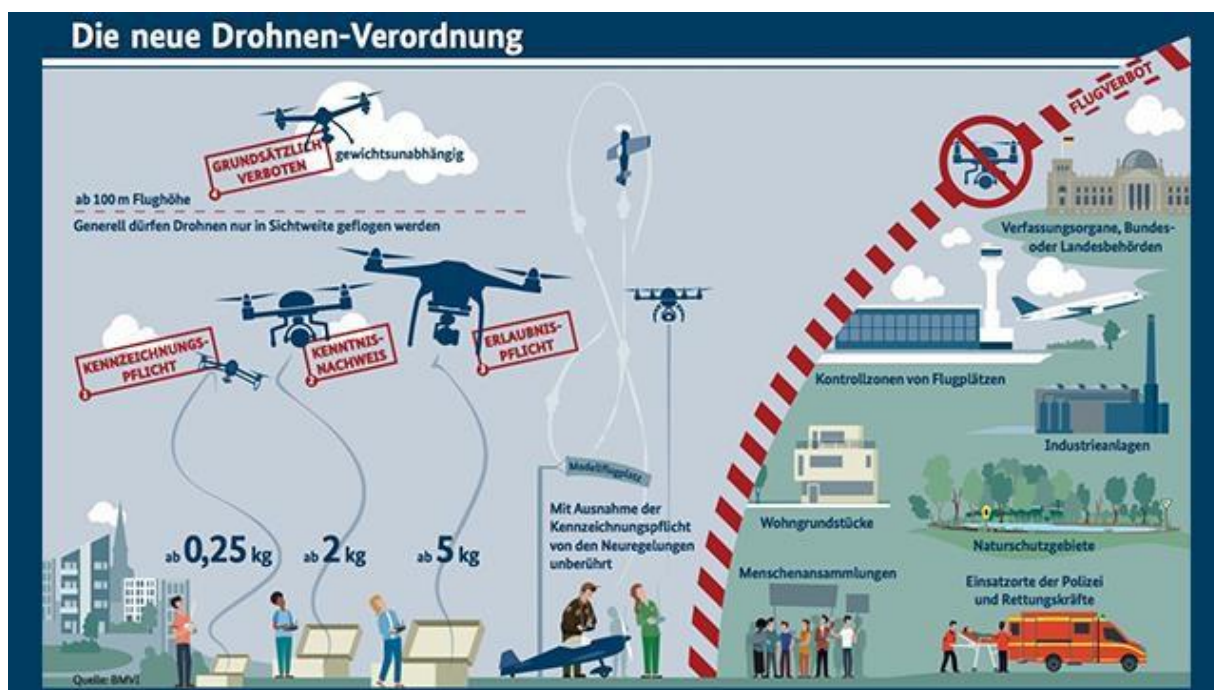 Die neue Drohnen-Verordnung
FLUGVERBOT
GRUNDSÄTZLICH
VERBOTEN
gewichtsunabhängig
ab 100 m Flughöhe
Generell dürfen Drohnen nur in Sichtweite geflogen werden
Verfassungsorgane, Bundes-
oder Landesbehörden
KENNZEICHNUNGS-
PFLICHT
KENNTNIS-
NACHWEIS
ERLAUBNIS-
PFLICHT
Kontrollzonen von Flugplätzen
Industrieanlagen
Modellflugplatz
Mit Ausnahme der
Kennzeichnungspflicht
von den Neuregelungen
unberührt
Wohngrundstücke
Naturschutzgebiete
ab 0,25 kg
ab 2 kg
ab 5 kg
Menschenansammlungen
Einsatzorte der Polizei
und Rettungskräfte
Quelle: BMVI